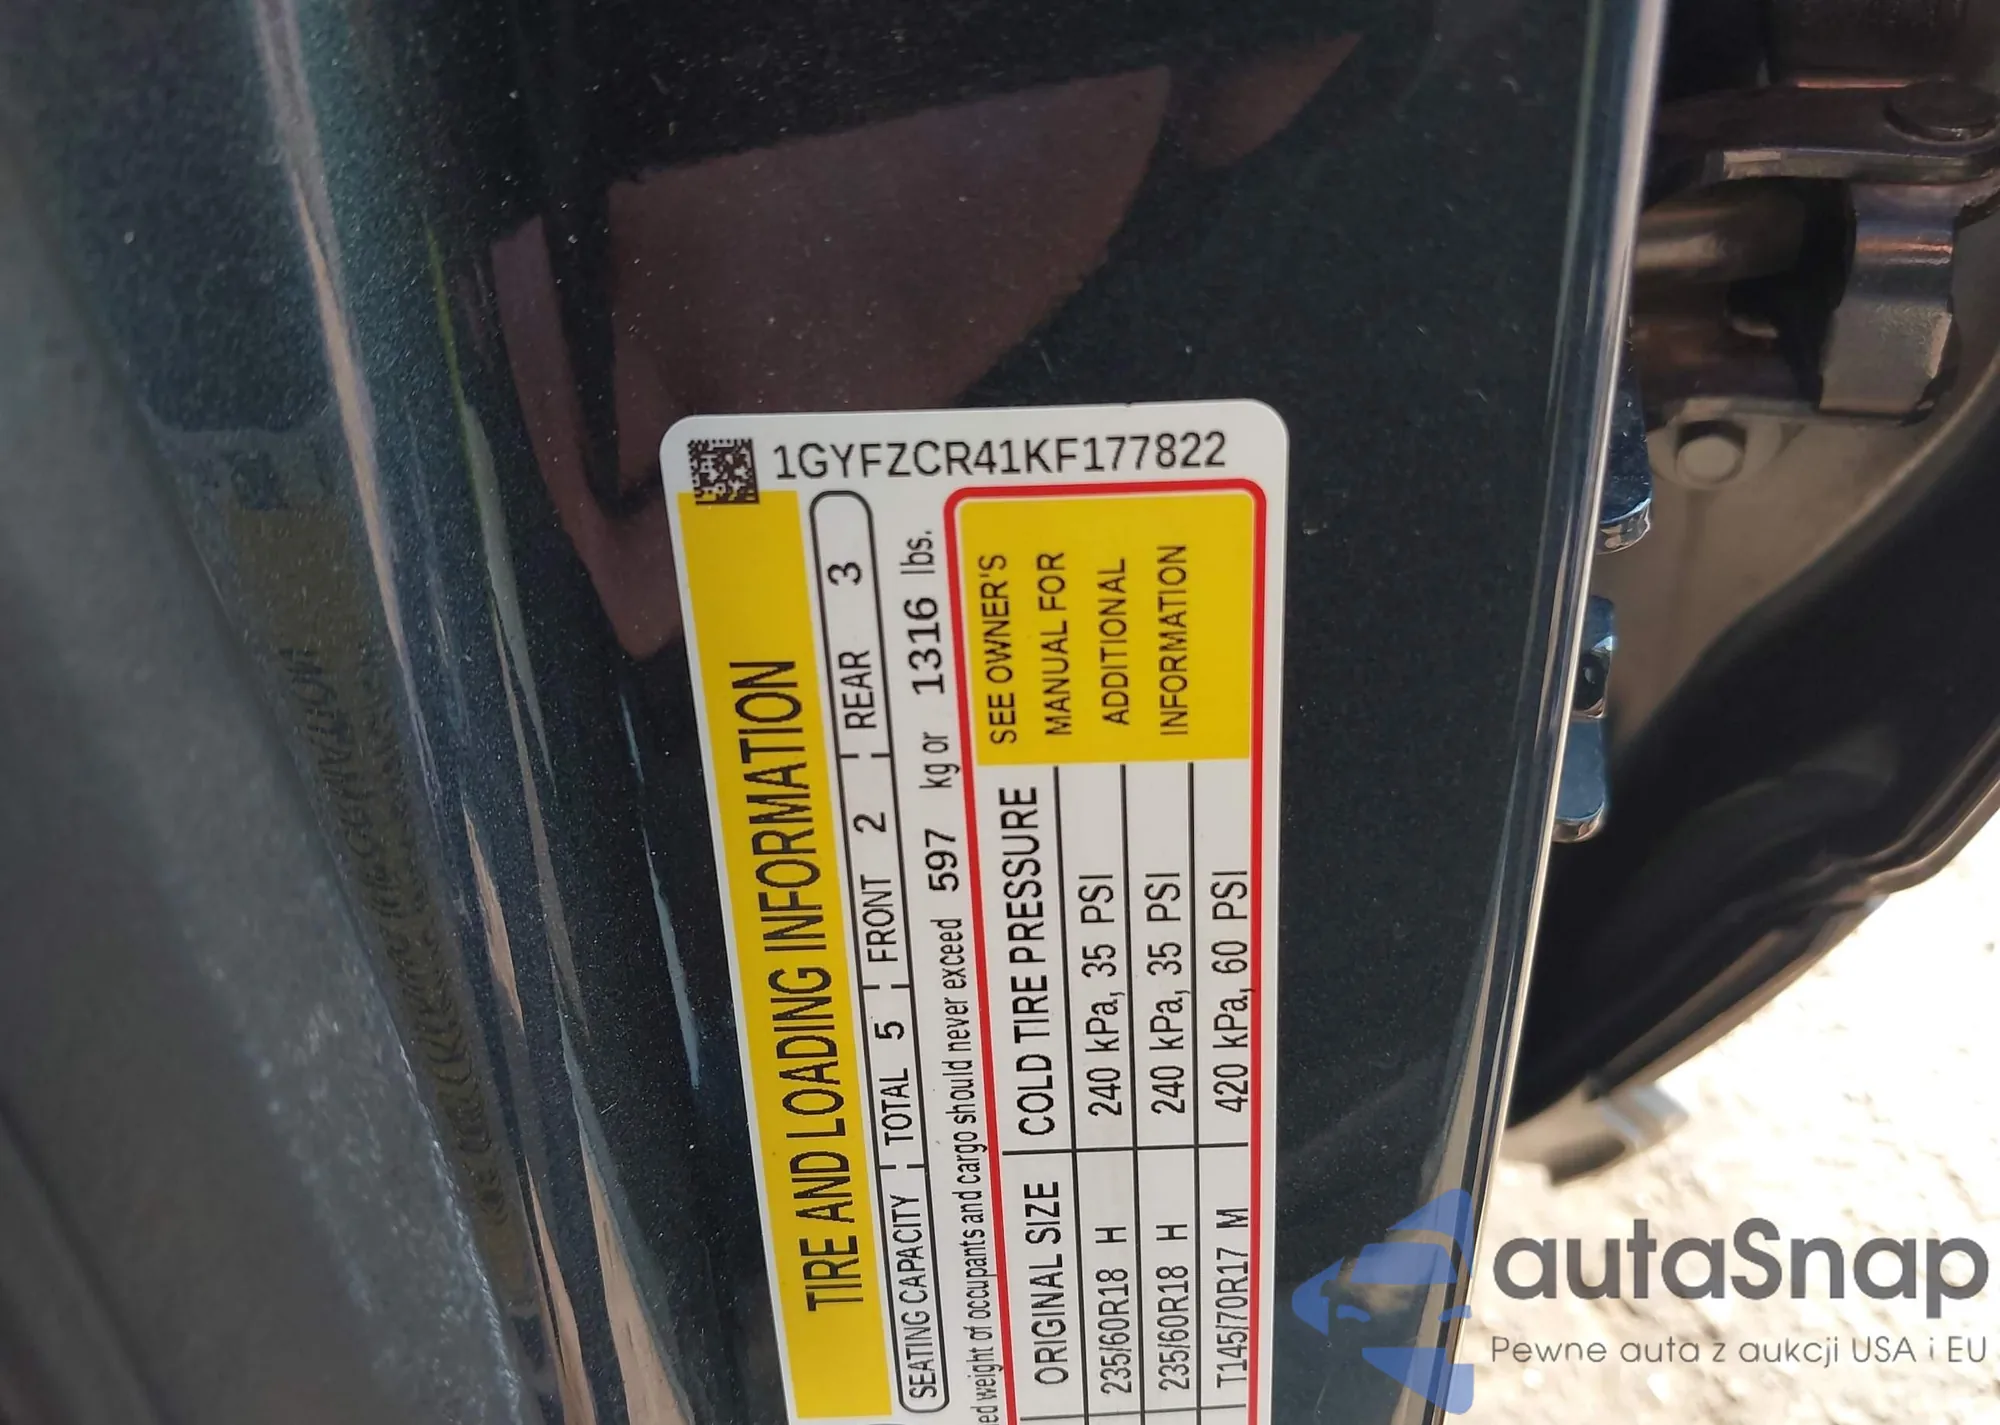 1GYFZCR41KF177822
TIRE AND LOADING INFORMATION
SEATING CAPACITY TOTAL 5 FRONT 2 REAR 3
weight of occupants and cargo should never exceed 597 kg or 1316 lbs.
ORIGINAL SIZE COLD TIRE PRESSURE
235/60R18 H 240 kPa, 35 PSI
235/60R18 H 240 kPa, 35 PSI
T145/70R17 M 420 kPa, 60 PSI
SEE OWNER'S
MANUAL FOR
ADDITIONAL
INFORMATION
autaSnap
Pewne auta z aukcji USA i EU